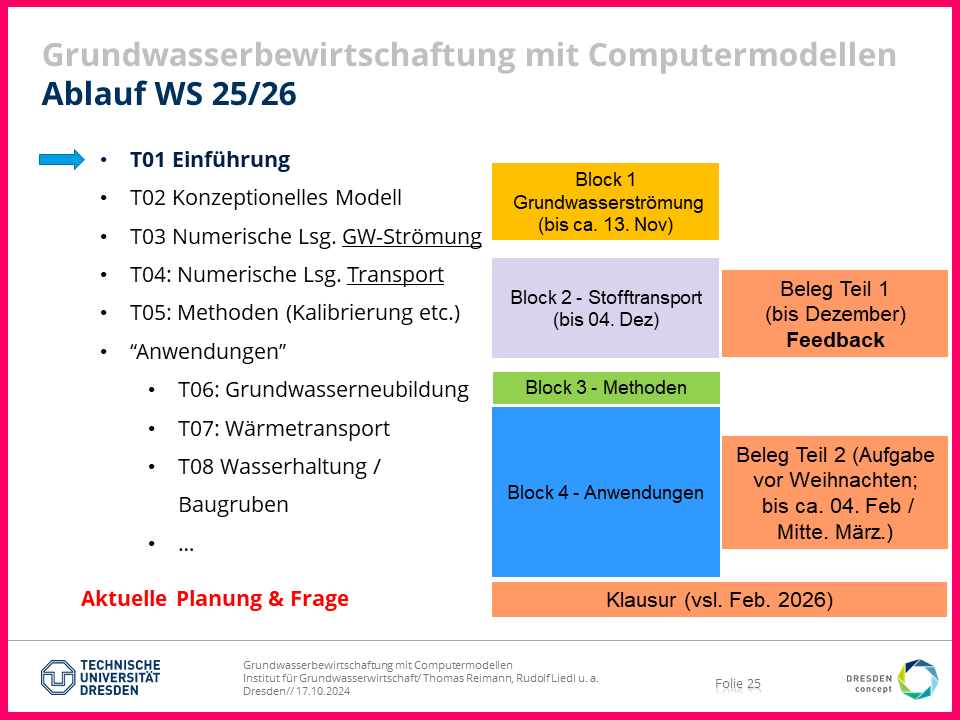 Grundwasserbewirtschaftung mit Computermodellen
Ablauf WS 25/26
• T01 Einführung
• T02 Konzeptionelles Modell
• T03 Numerische Lsg. GW-Strömung
• T04: Numerische Lsg. Transport
• T05: Methoden (Kalibrierung etc.)
• “Anwendungen”
• T06: Grundwasserneubildung
• T07: Wärmetransport
• T08 Wasserhaltung /
Baugruben
• ...
Aktuelle Planung & Frage
Block 1
Grundwasserströmung
(bis ca. 13. Nov)
Block 2 - Stofftransport
(bis 04. Dez)
Beleg Teil 1
(bis Dezember)
Feedback
Block 3 - Methoden
Block 4 - Anwendungen
Beleg Teil 2 (Aufgabe
vor Weihnachten;
bis ca. 04. Feb /
Mitte. März.)
Klausur (vsl. Feb. 2026)
TECHNISCHE
UNIVERSITÄT
DRESDEN
Grundwasserbewirtschaftung mit Computermodellen
Institut für Grundwasserwirtschaft/ Thomas Reimann, Rudolf Liedl u. a.
Dresden// 17.10.2024
Folie 25
DRESDEN
concept